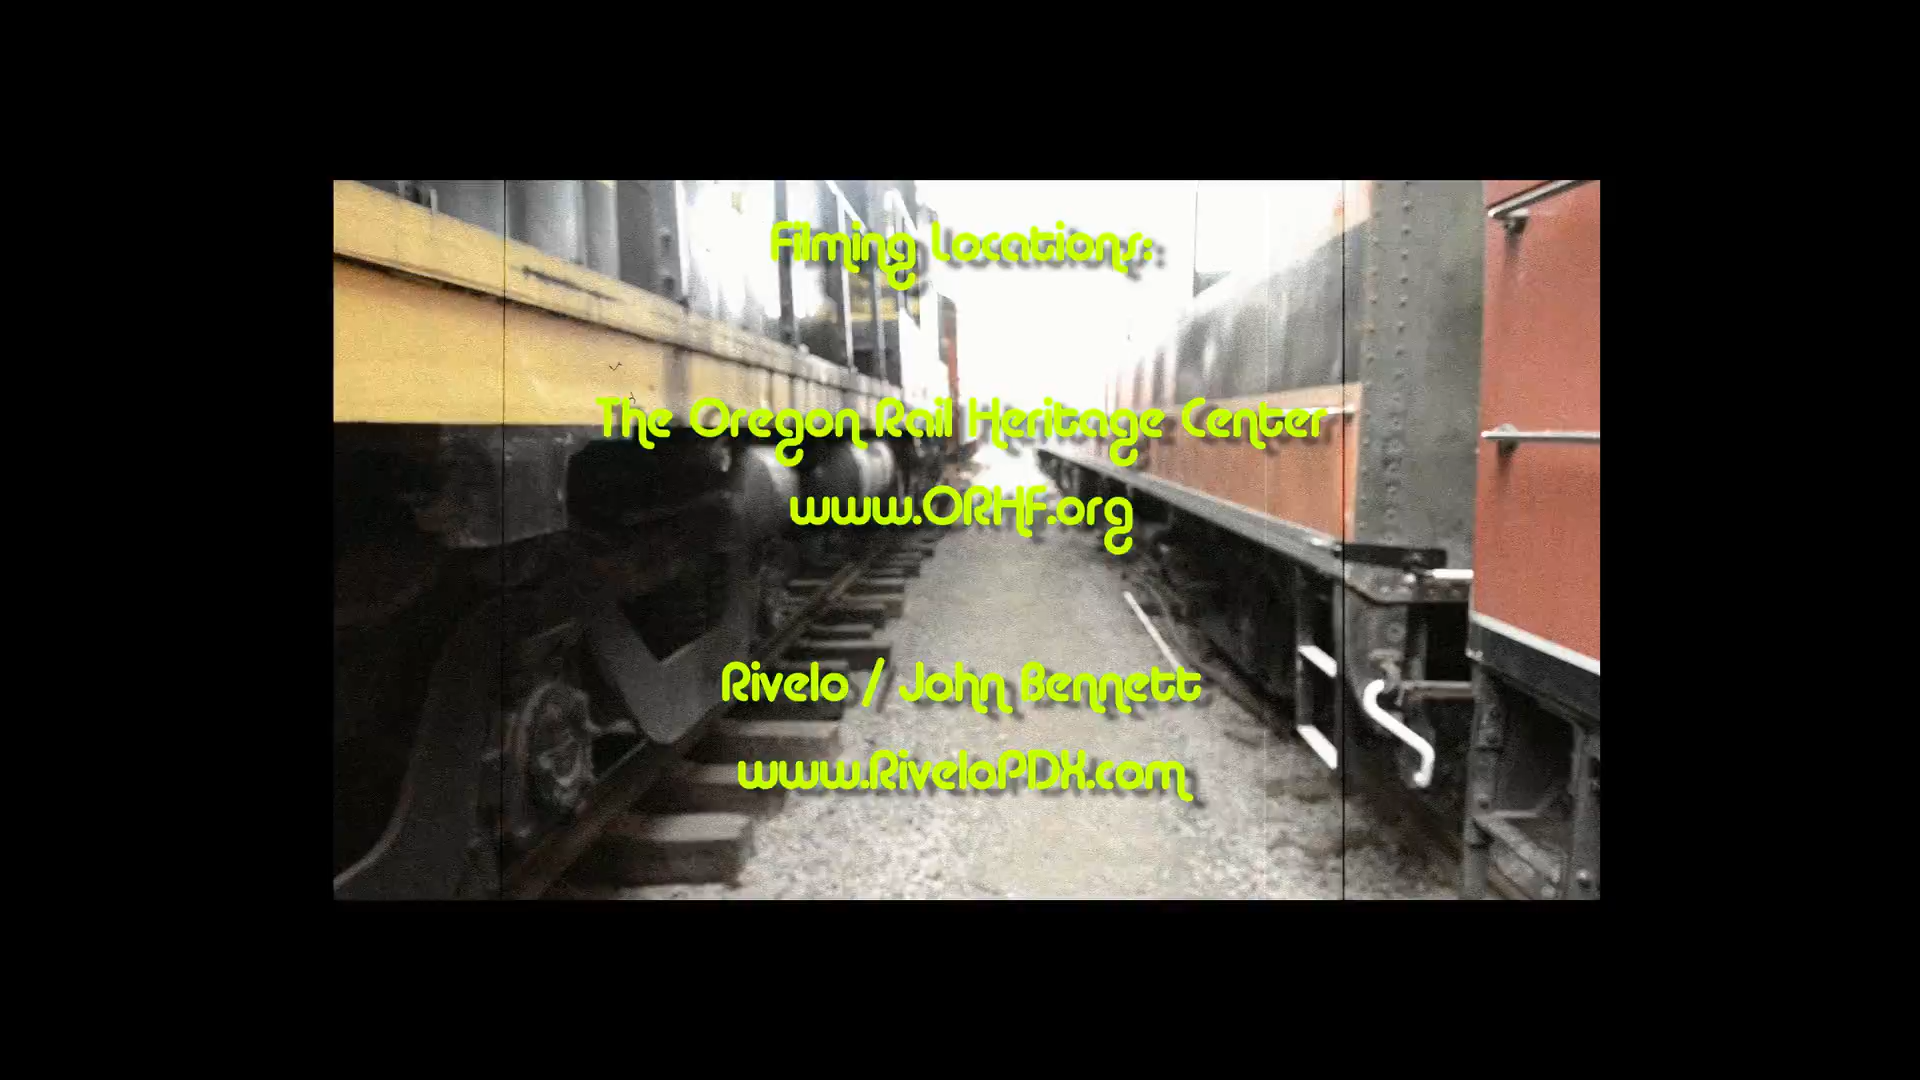 Filming Locations:
The Oregon Rail Heritage Center
www.ORHF.org
Rivelo / John Bennett
www.RiveloPDX.com